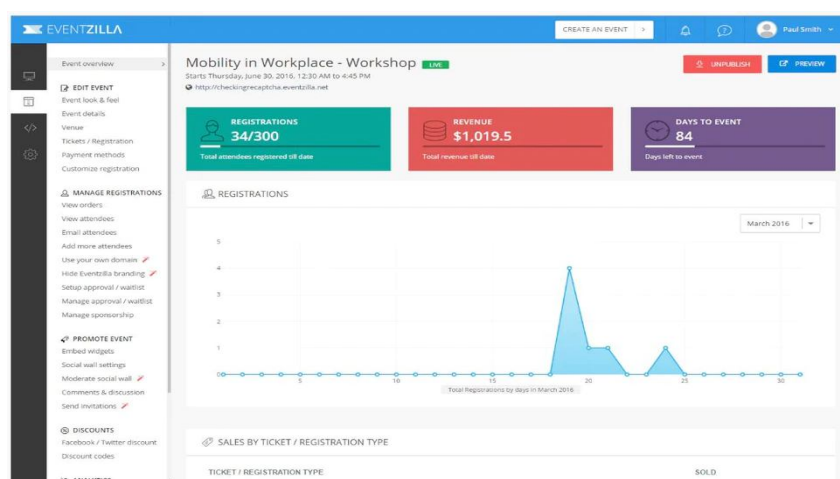 EVENTZILLA
CREATE AN EVENT
Paul Smith
Event overview
EDIT EVENT
Event look & feel
Event details
Venue
Tickets / Registration
Payment methods
Customize registration
MANAGE REGISTRATIONS
View orders
View attendees
Email attendees
Add more attendees
Use your own domain
Hide Eventzilla branding
Setup approval / waitlist
Manage approval / waitlist
Manage sponsorship
PROMOTE EVENT
Embed widgets
Social wall settings
Moderate social wall
Comments & discussion
Send invitations
DISCOUNTS
Facebook / Twitter discount
Discount codes
Mobility in Workplace - Workshop LIVE
Starts Thursday, June 30, 2016, 12:30 AM to 4:45 PM
http://checkingrecaptcha.eventzilla.net
UNPUBLISH
PREVIEW
REGISTRATIONS
34/300
Total attendees registered till date
REVENUE
$1,019.5
Total revenue till date
DAYS TO EVENT
84
Days left to event
REGISTRATIONS
March 2016
5
4
3
2
1
0
5 10 15 20 25 30
Total Registrations by days in March 2016
SALES BY TICKET / REGISTRATION TYPE
TICKET / REGISTRATION TYPE SOLD